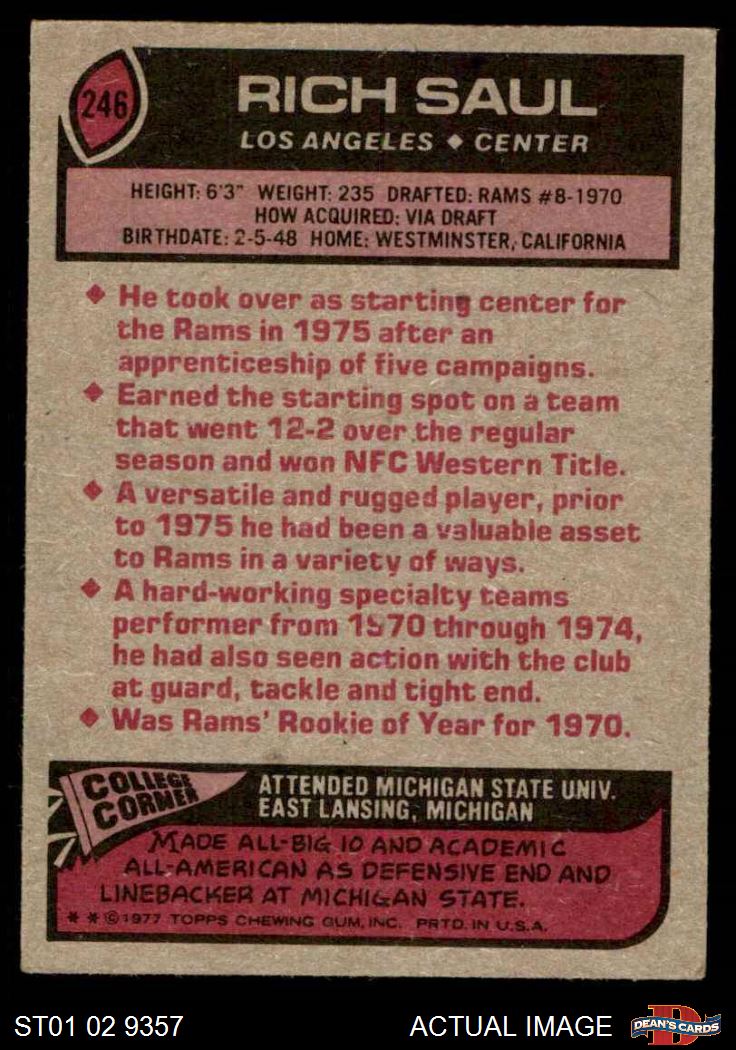 246
RICH SAUL
LOS ANGELES ◆ CENTER
HEIGHT: 6'3" WEIGHT: 235 DRAFTED: RAMS #8-1970
HOW ACQUIRED: VIA DRAFT
BIRTHDATE: 2-5-48 HOME: WESTMINSTER, CALIFORNIA
◆ He took over as starting center for
the Rams in 1975 after an
apprenticeship of five campaigns.
◆ Earned the starting spot on a team
that went 12-2 over the regular
season and won NFC Western Title.
◆ A versatile and rugged player, prior
to 1975 he had been a valuable asset
to Rams in a variety of ways.
◆ A hard-working specialty teams
performer from 1970 through 1974,
he had also seen action with the club
at guard, tackle and tight end.
◆ Was Rams' Rookie of Year for 1970.
COLLEGE
CORNER
ATTENDED MICHIGAN STATE UNIV.
EAST LANSING, MICHIGAN
MADE ALL-BIG 10 AND ACADEMIC
ALL-AMERICAN AS DEFENSIVE END AND
LINEBACKER AT MICHIGAN STATE.
* * © 1977 TOPPS CHEWING GUM, INC. PRTD. IN U.S.A.
ST01 02 9357
ACTUAL IMAGE
D
DEAN'S CARDS